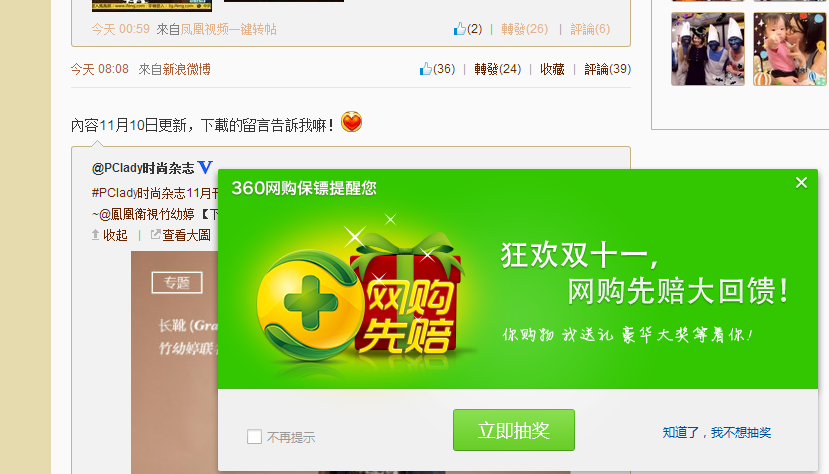 今天 00:59 來自凤凰视频一键转帖 (2) | 轉發(26) | 評論(6)
今天 08:08 來自新浪微博 (36) | 轉發(24) | 收藏 | 評論(39)
內容11月10日更新，下載的留言告訴我嘛！
@PClady时尚杂志
#PClady时尚杂志11月刊
~@鳳凰衛視竹幼婷【下
收起 | 查看大圖
专题
长靴 (Gra
竹幼婷联
360网购保镖提醒您
网购
先赔
狂欢双十一，
网购先赔大回馈！
你购物 我送礼 豪华大奖等着你！
不再提示
立即抽奖
知道了，我不想抽奖